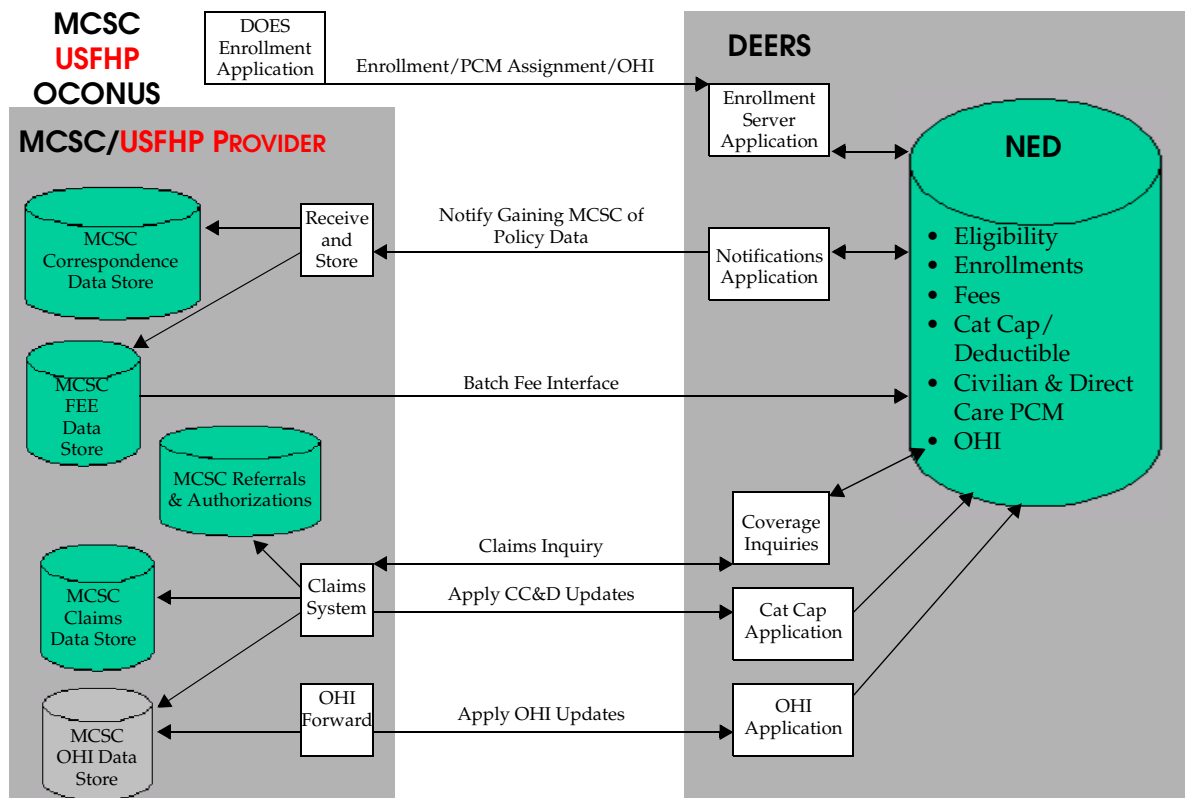 MCSC
USFHP
OCONUS
DOES
Enrollment
Application
Enrollment/PCM Assignment/OHI
DEERS
Enrollment
Server
Application
NED
MCSC/USFHP PROVIDER
MCSC
Correspondence
Data Store
Receive
and
Store
Notify Gaining MCSC of
Policy Data
Notifications
Application
• Eligibility
• Enrollments
• Fees
• Cat Cap/
Deductible
• Civilian & Direct
Care PCM
• OHI
MCSC
FEE
Data
Store
Batch Fee Interface
MCSC Referrals
& Authorizations
Claims Inquiry
Coverage
Inquiries
MCSC
Claims
Data Store
Claims
System
Apply CC&D Updates
Cat Cap
Application
MCSC
OHI Data
Store
OHI
Forward
Apply OHI Updates
OHI
Application